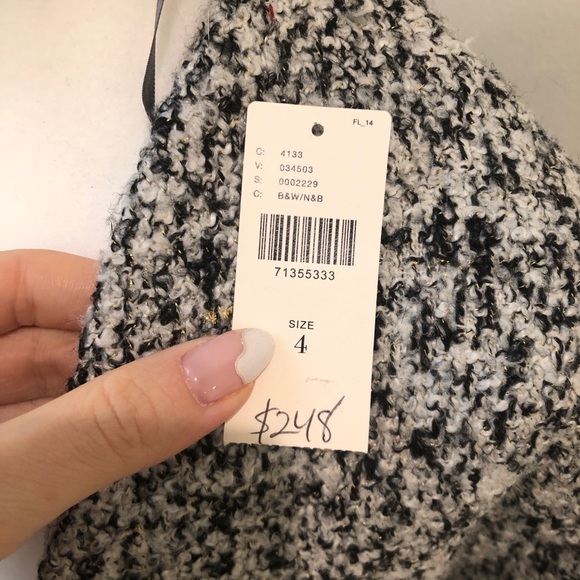 FL_14
C: 4133
V: 034503
S: 0002229
C: B&W/N&B
71355333
SIZE
4
$248